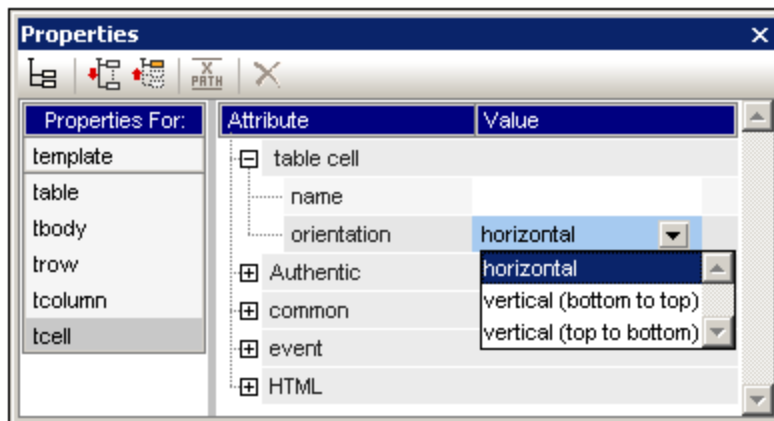 Properties
X
PATH
Properties For:
Attribute
Value
template
table
tbody
trow
tcolumn
tcell
table cell
name
orientation
horizontal
horizontal
vertical (bottom to top)
vertical (top to bottom)
Authentic
common
event
HTML